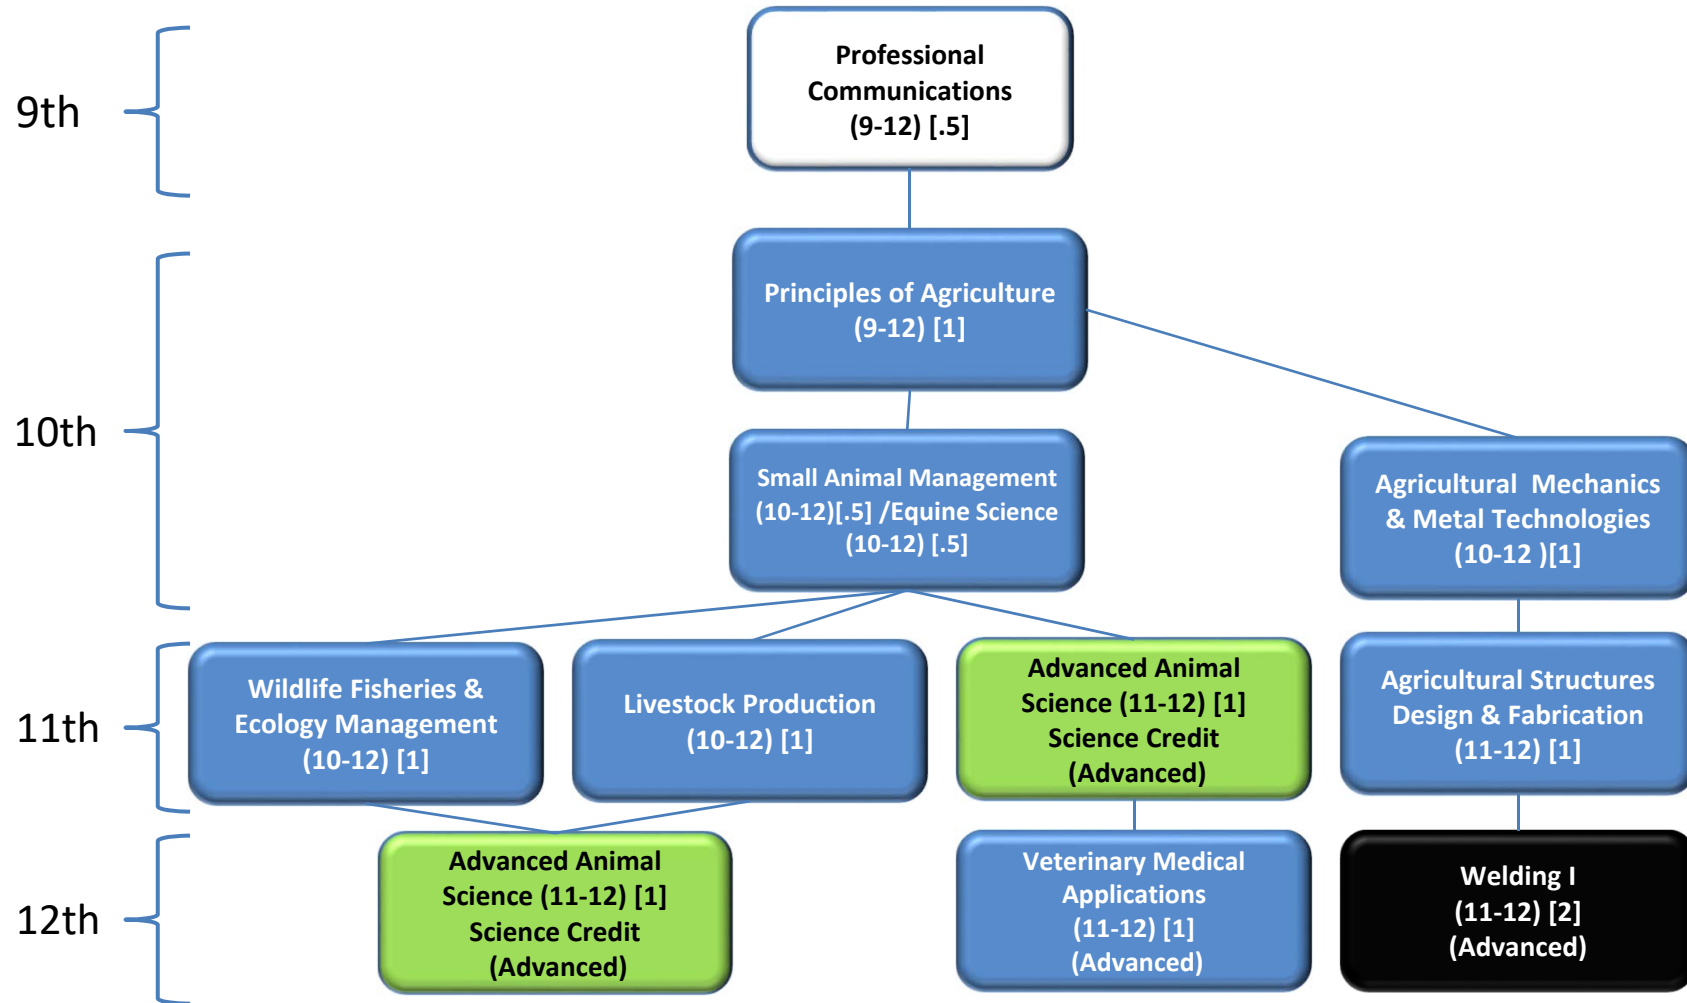 9th
Professional
Communications
(9-12) [.5]
10th
Principles of Agriculture
(9-12) [1]
Small Animal Management
(10-12)[.5] /Equine Science
(10-12) [.5]
Agricultural  Mechanics
& Metal Technologies
(10-12 )[1]
11th
Wildlife Fisheries &
Ecology Management
(10-12) [1]
Livestock Production
(10-12) [1]
Advanced Animal
Science (11-12) [1]
Science Credit
(Advanced)
Agricultural Structures
Design & Fabrication
(11-12) [1]
12th
Advanced Animal
Science (11-12) [1]
Science Credit
(Advanced)
Veterinary Medical
Applications
(11-12) [1]
(Advanced)
Welding I
(11-12) [2]
(Advanced)